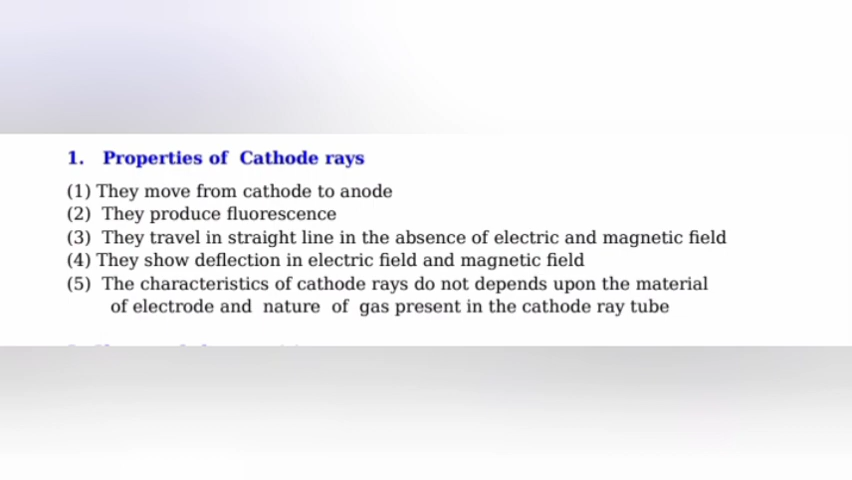 1. Properties of Cathode rays
(1) They move from cathode to anode
(2) They produce fluorescence
(3) They travel in straight line in the absence of electric and magnetic field
(4) They show deflection in electric field and magnetic field
(5) The characteristics of cathode rays do not depends upon the material
of electrode and nature of gas present in the cathode ray tube